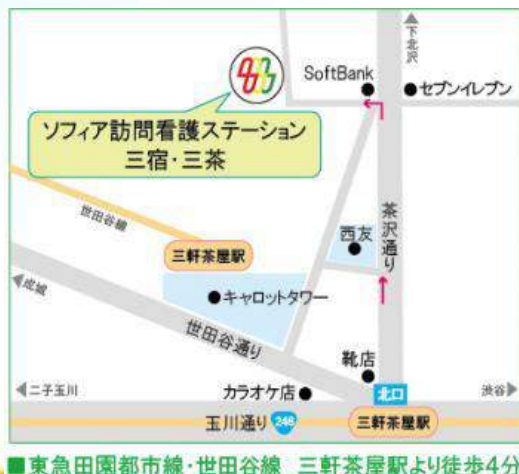 下北沢
SoftBank
セブンイレブン
ソフィア訪問看護ステーション
三宿・三茶
世田谷線
茶沢通り
西友
三軒茶屋駅
成城
キャロットタワー
世田谷通り
靴店
二子玉川
カラオケ店
北口
渋谷
玉川通り 246
三軒茶屋駅
■東急田園都市線・世田谷線 三軒茶屋駅より徒歩4分